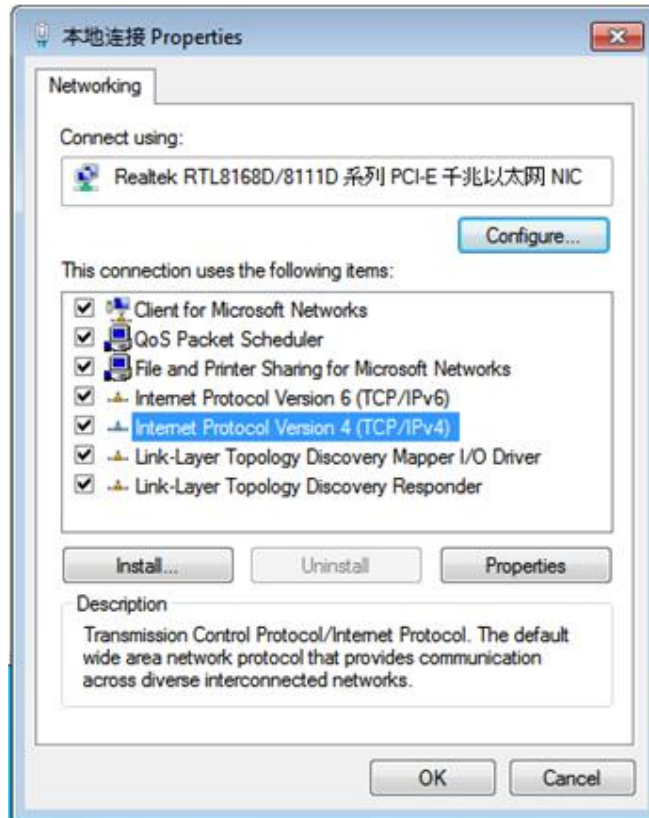 本地连接 Properties
Networking
Connect using:
Realtek RTL8168D/8111D 系列 PCI-E 千兆以太网 NIC
Configure...
This connection uses the following items:
Client for Microsoft Networks
QoS Packet Scheduler
File and Printer Sharing for Microsoft Networks
Internet Protocol Version 6 (TCP/IPv6)
Internet Protocol Version 4 (TCP/IPv4)
Link-Layer Topology Discovery Mapper I/O Driver
Link-Layer Topology Discovery Responder
Install... Uninstall Properties
Description
Transmission Control Protocol/Internet Protocol. The default
wide area network protocol that provides communication
across diverse interconnected networks.
OK Cancel